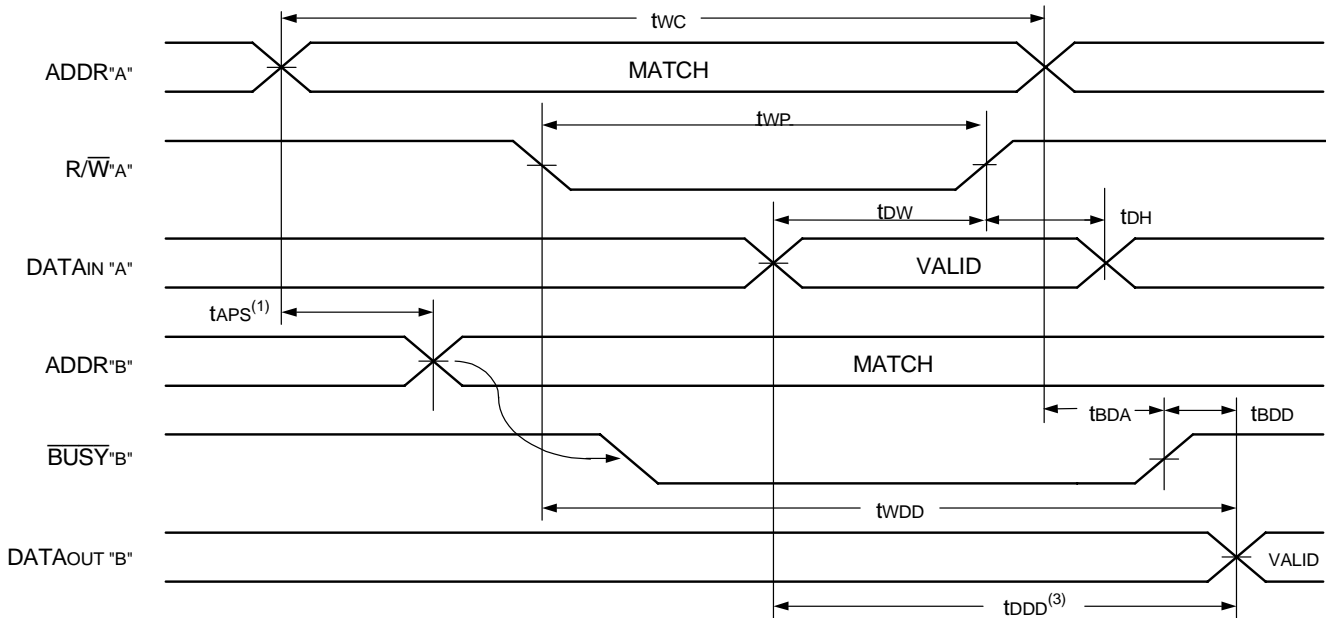 tWC
ADDR"A"
MATCH
tWP
R/W̅"A"
tDW
tDH
DATAIN "A"
VALID
tAPS(1)
ADDR"B"
MATCH
tBDA
tBDD
B̅U̅S̅Y̅"B"
tWDD
DATAOUT "B"
VALID
tDDD(3)